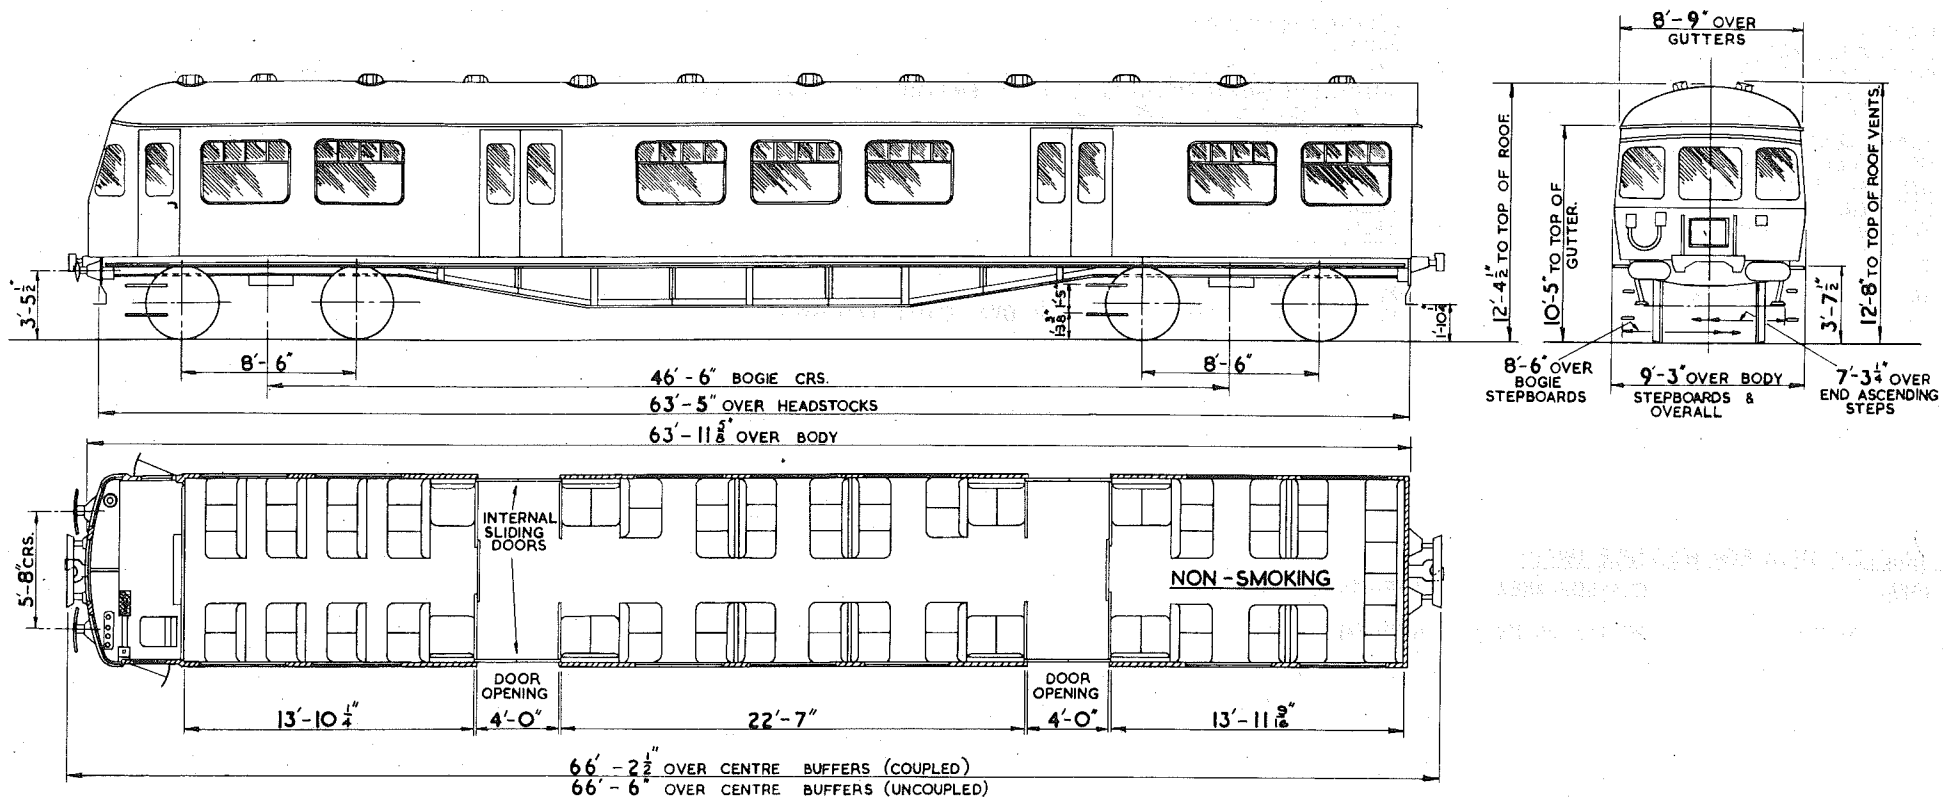 8'-9" OVER
GUTTERS
12'-4½" TO TOP OF ROOF.
10'-5" TO TOP OF
GUTTER.
3'-7½"
12'-8" TO TOP OF ROOF VENTS.
3'-5½"
1'-5"
1'-10¼"
8'-6"
46'-6" BOGIE CRS.
8'-6"
63'-5" OVER HEADSTOCKS
63'-11⅝" OVER BODY
8'-6" OVER
BOGIE
STEPBOARDS
9'-3" OVER BODY
STEPBOARDS &
OVERALL
7'-3¼" OVER
END ASCENDING
STEPS
5'-8" CRS.
INTERNAL
SLIDING
DOORS
NON-SMOKING
DOOR
OPENING
DOOR
OPENING
13'-10¼"
4'-0"
22'-7"
4'-0"
13'-11 9/16"
66'-2½" OVER CENTRE BUFFERS (COUPLED)
66'-6" OVER CENTRE BUFFERS (UNCOUPLED)